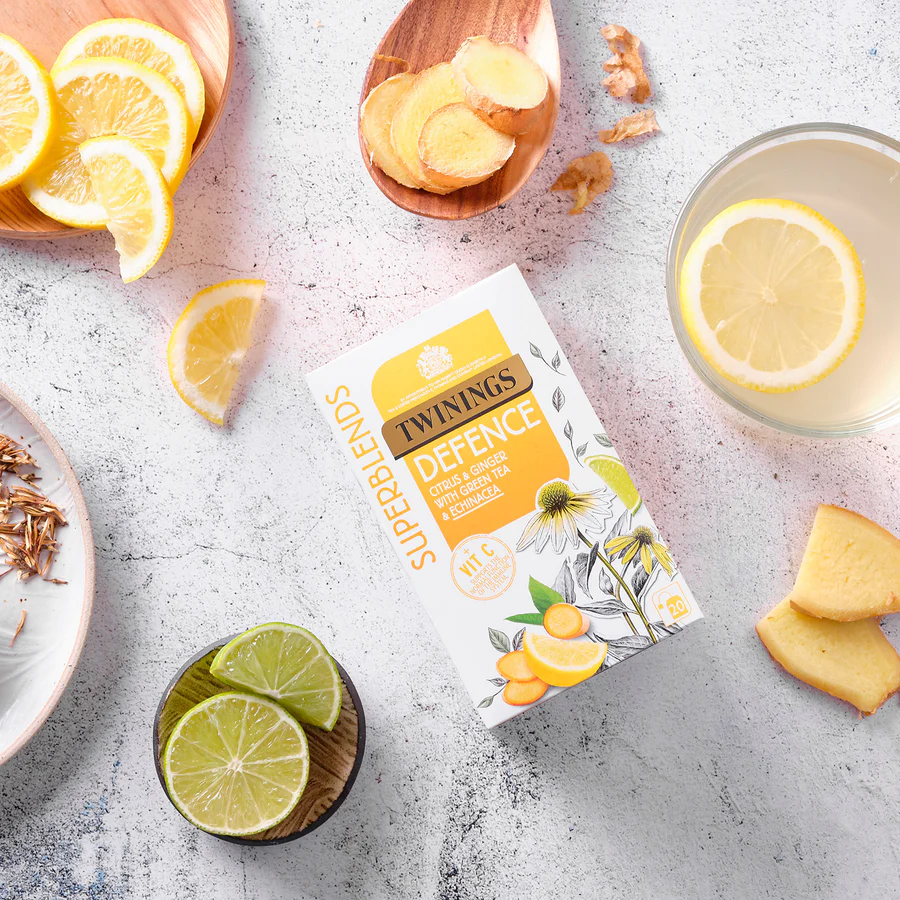 SUPERBLENDS
TWININGS
DEFENCE
CITRUS & GINGER
WITH GREEN TEA
& ECHINACEA
+
VIT C
20